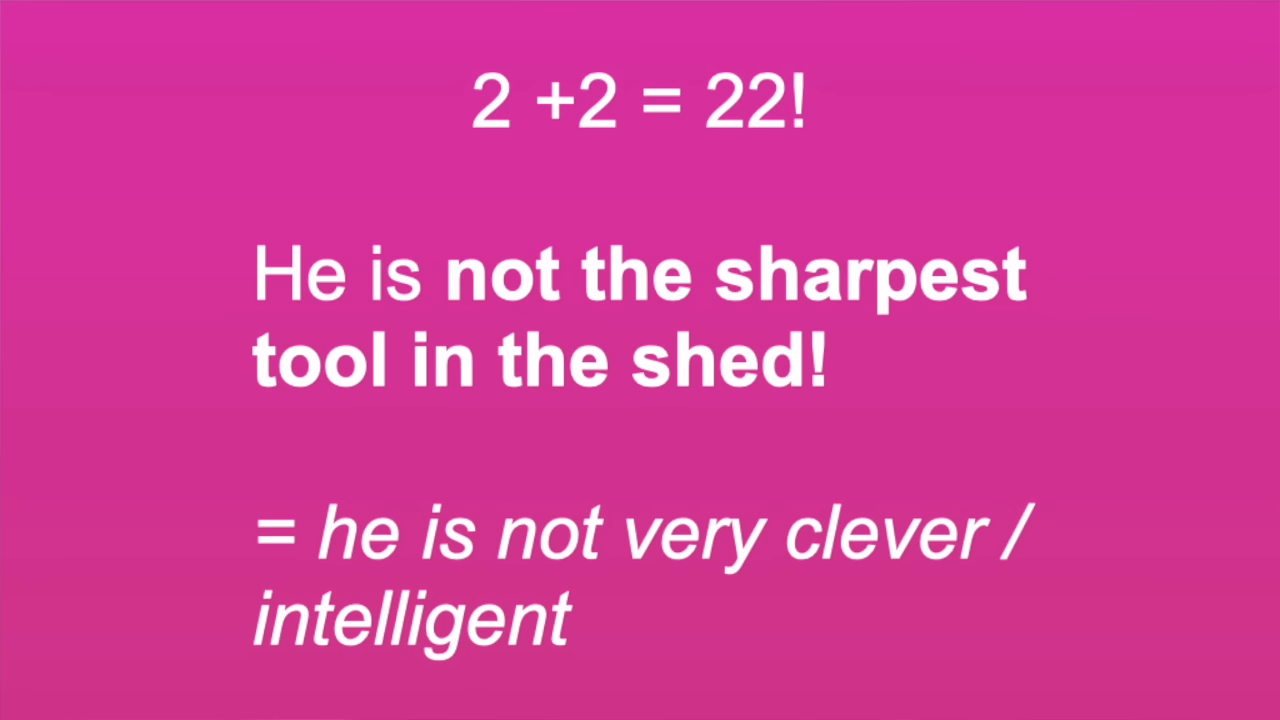 2 +2 = 22!
He is not the sharpest
tool in the shed!
= he is not very clever /
intelligent